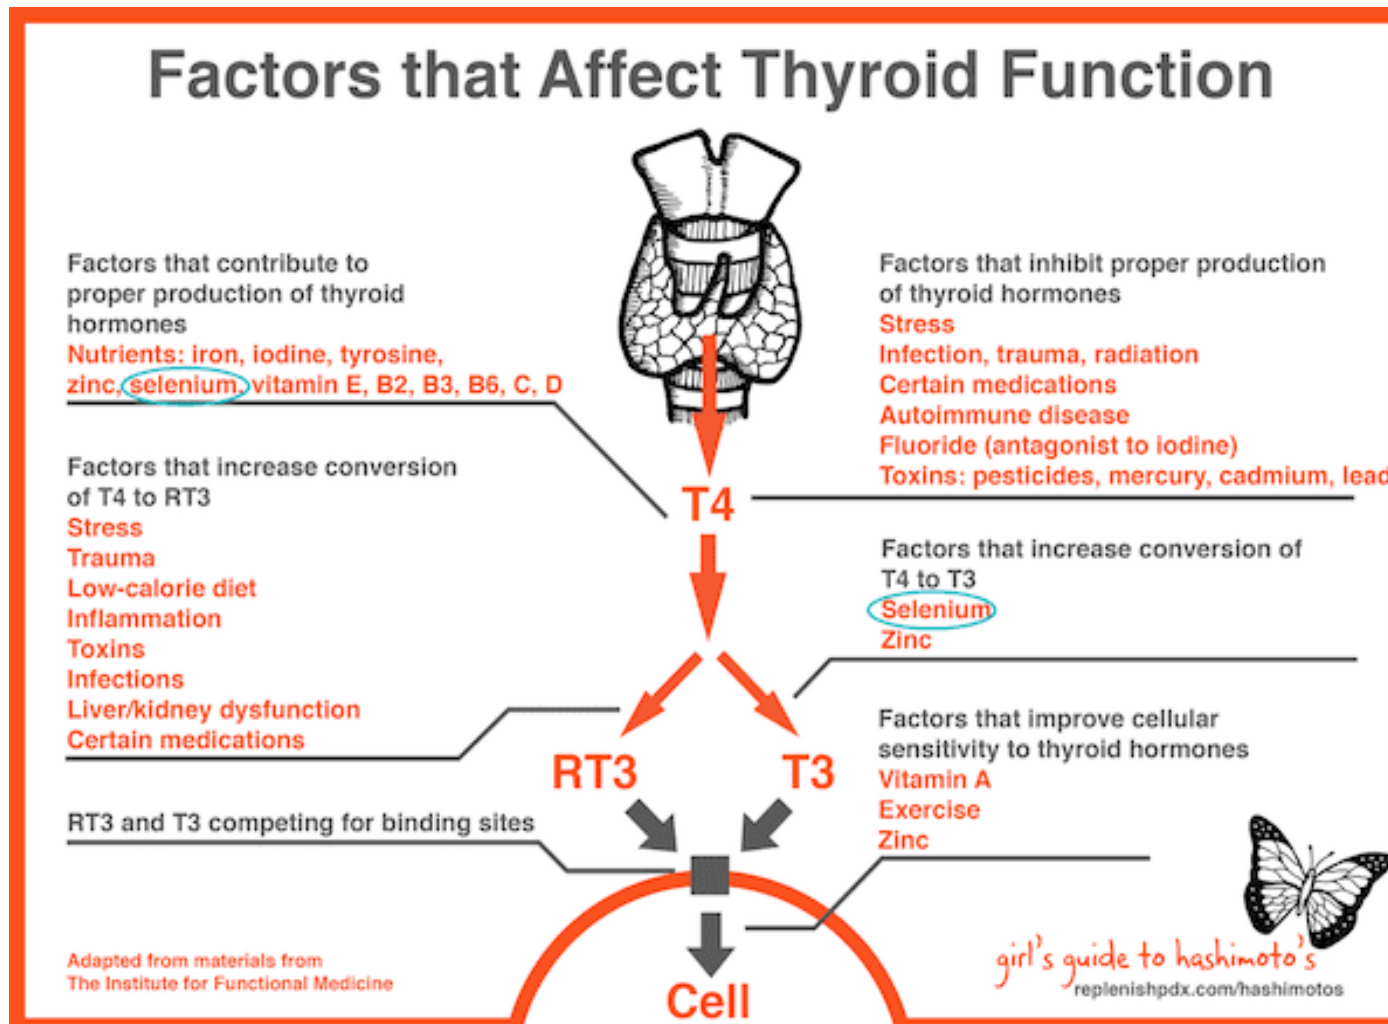 Factors that Affect Thyroid Function
Factors that contribute to
proper production of thyroid
hormones
Nutrients: iron, iodine, tyrosine,
zinc, selenium, vitamin E, B2, B3, B6, C, D
Factors that inhibit proper production
of thyroid hormones
Stress
Infection, trauma, radiation
Certain medications
Autoimmune disease
Fluoride (antagonist to iodine)
Toxins: pesticides, mercury, cadmium, lead
T4
Factors that increase conversion
of T4 to RT3
Stress
Trauma
Low-calorie diet
Inflammation
Toxins
Infections
Liver/kidney dysfunction
Certain medications
Factors that increase conversion of
T4 to T3
Selenium
Zinc
RT3
T3
Factors that improve cellular
sensitivity to thyroid hormones
Vitamin A
Exercise
Zinc
RT3 and T3 competing for binding sites
Cell
Adapted from materials from
The Institute for Functional Medicine
girl's guide to hashimoto's
replenishpdx.com/hashimotos